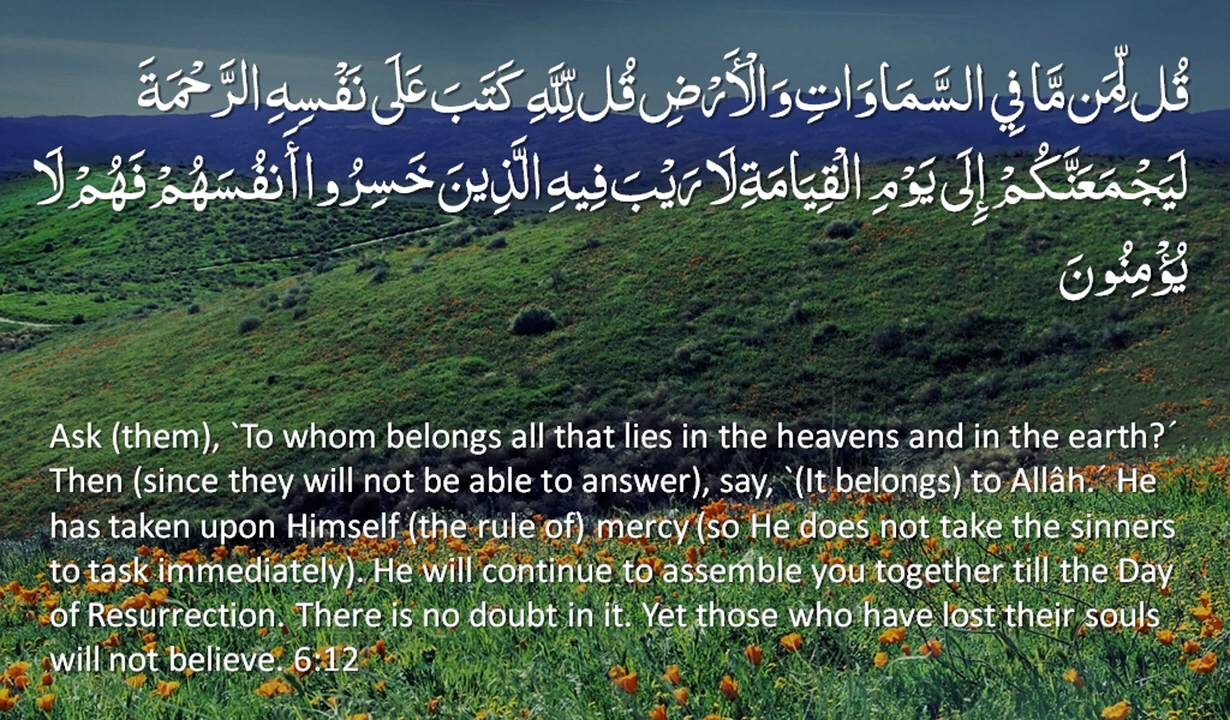 قُل لِّمَن مَّا فِي السَّمَاوَاتِ وَالْأَرْضِ قُل لِلَّهِ كَتَبَ عَلَى نَفْسِهِ الرَّحْمَةَ
لَيَجْمَعَنَّكُمْ إِلَى يَوْمِ الْقِيَامَةِ لَا رَيْبَ فِيهِ الَّذِينَ خَسِرُوا أَنفُسَهُمْ فَهُمْ لَا
يُؤْمِنُونَ
Ask (them), `To whom belongs all that lies in the heavens and in the earth?´
Then (since they will not be able to answer), say, `(It belongs) to Allâh.´ He
has taken upon Himself (the rule of) mercy (so He does not take the sinners
to task immediately). He will continue to assemble you together till the Day
of Resurrection. There is no doubt in it. Yet those who have lost their souls
will not believe. 6:12